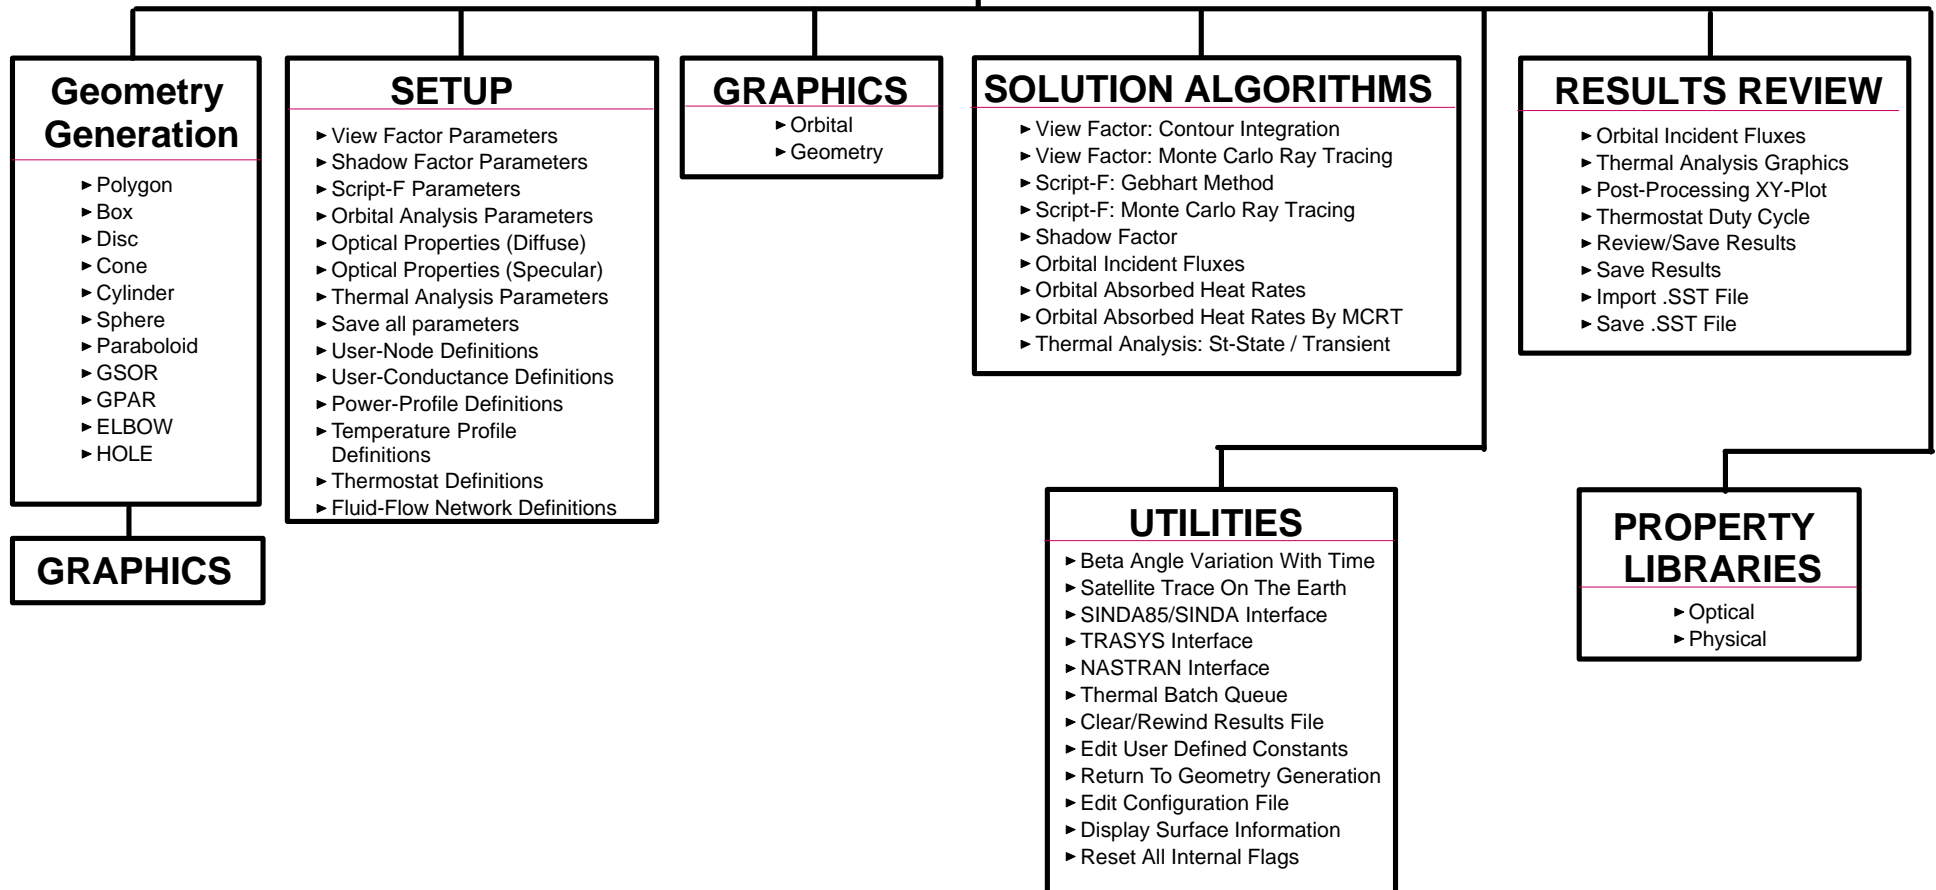 Geometry
Generation
► Polygon
► Box
► Disc
► Cone
► Cylinder
► Sphere
► Paraboloid
► GSOR
► GPAR
► ELBOW
► HOLE
GRAPHICS
SETUP
► View Factor Parameters
► Shadow Factor Parameters
► Script-F Parameters
► Orbital Analysis Parameters
► Optical Properties (Diffuse)
► Optical Properties (Specular)
► Thermal Analysis Parameters
► Save all parameters
► User-Node Definitions
► User-Conductance Definitions
► Power-Profile Definitions
► Temperature Profile
Definitions
► Thermostat Definitions
► Fluid-Flow Network Definitions
GRAPHICS
► Orbital
► Geometry
SOLUTION ALGORITHMS
► View Factor: Contour Integration
► View Factor: Monte Carlo Ray Tracing
► Script-F: Gebhart Method
► Script-F: Monte Carlo Ray Tracing
► Shadow Factor
► Orbital Incident Fluxes
► Orbital Absorbed Heat Rates
► Orbital Absorbed Heat Rates By MCRT
► Thermal Analysis: St-State / Transient
UTILITIES
► Beta Angle Variation With Time
► Satellite Trace On The Earth
► SINDA85/SINDA Interface
► TRASYS Interface
► NASTRAN Interface
► Thermal Batch Queue
► Clear/Rewind Results File
► Edit User Defined Constants
► Return To Geometry Generation
► Edit Configuration File
► Display Surface Information
► Reset All Internal Flags
RESULTS REVIEW
► Orbital Incident Fluxes
► Thermal Analysis Graphics
► Post-Processing XY-Plot
► Thermostat Duty Cycle
► Review/Save Results
► Save Results
► Import .SST File
► Save .SST File
PROPERTY
LIBRARIES
► Optical
► Physical